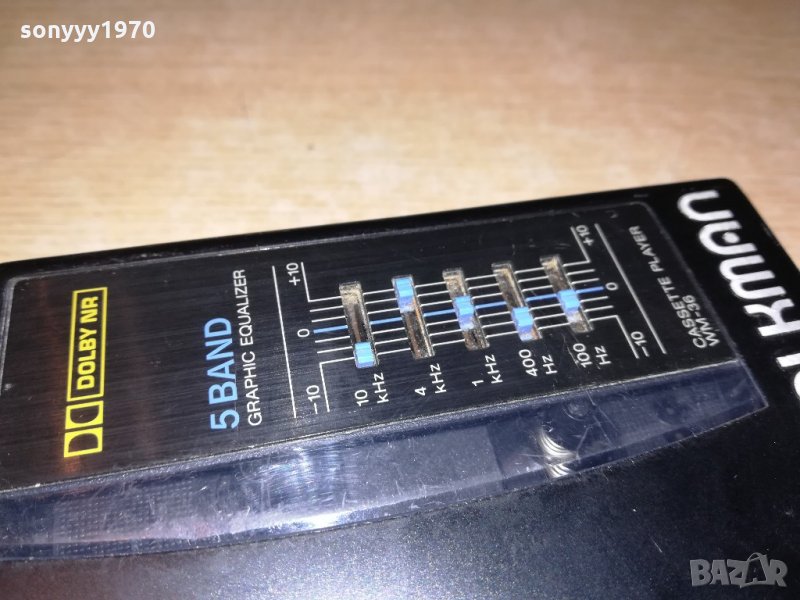 sonyyy1970
DOLBY NR
5 BAND
GRAPHIC EQUALIZER
+10
0
-10
10 kHz
4 kHz
1 kHz
400 Hz
100 Hz
+10
0
-10
CASSETTE PLAYER
WM-36
BAZAR